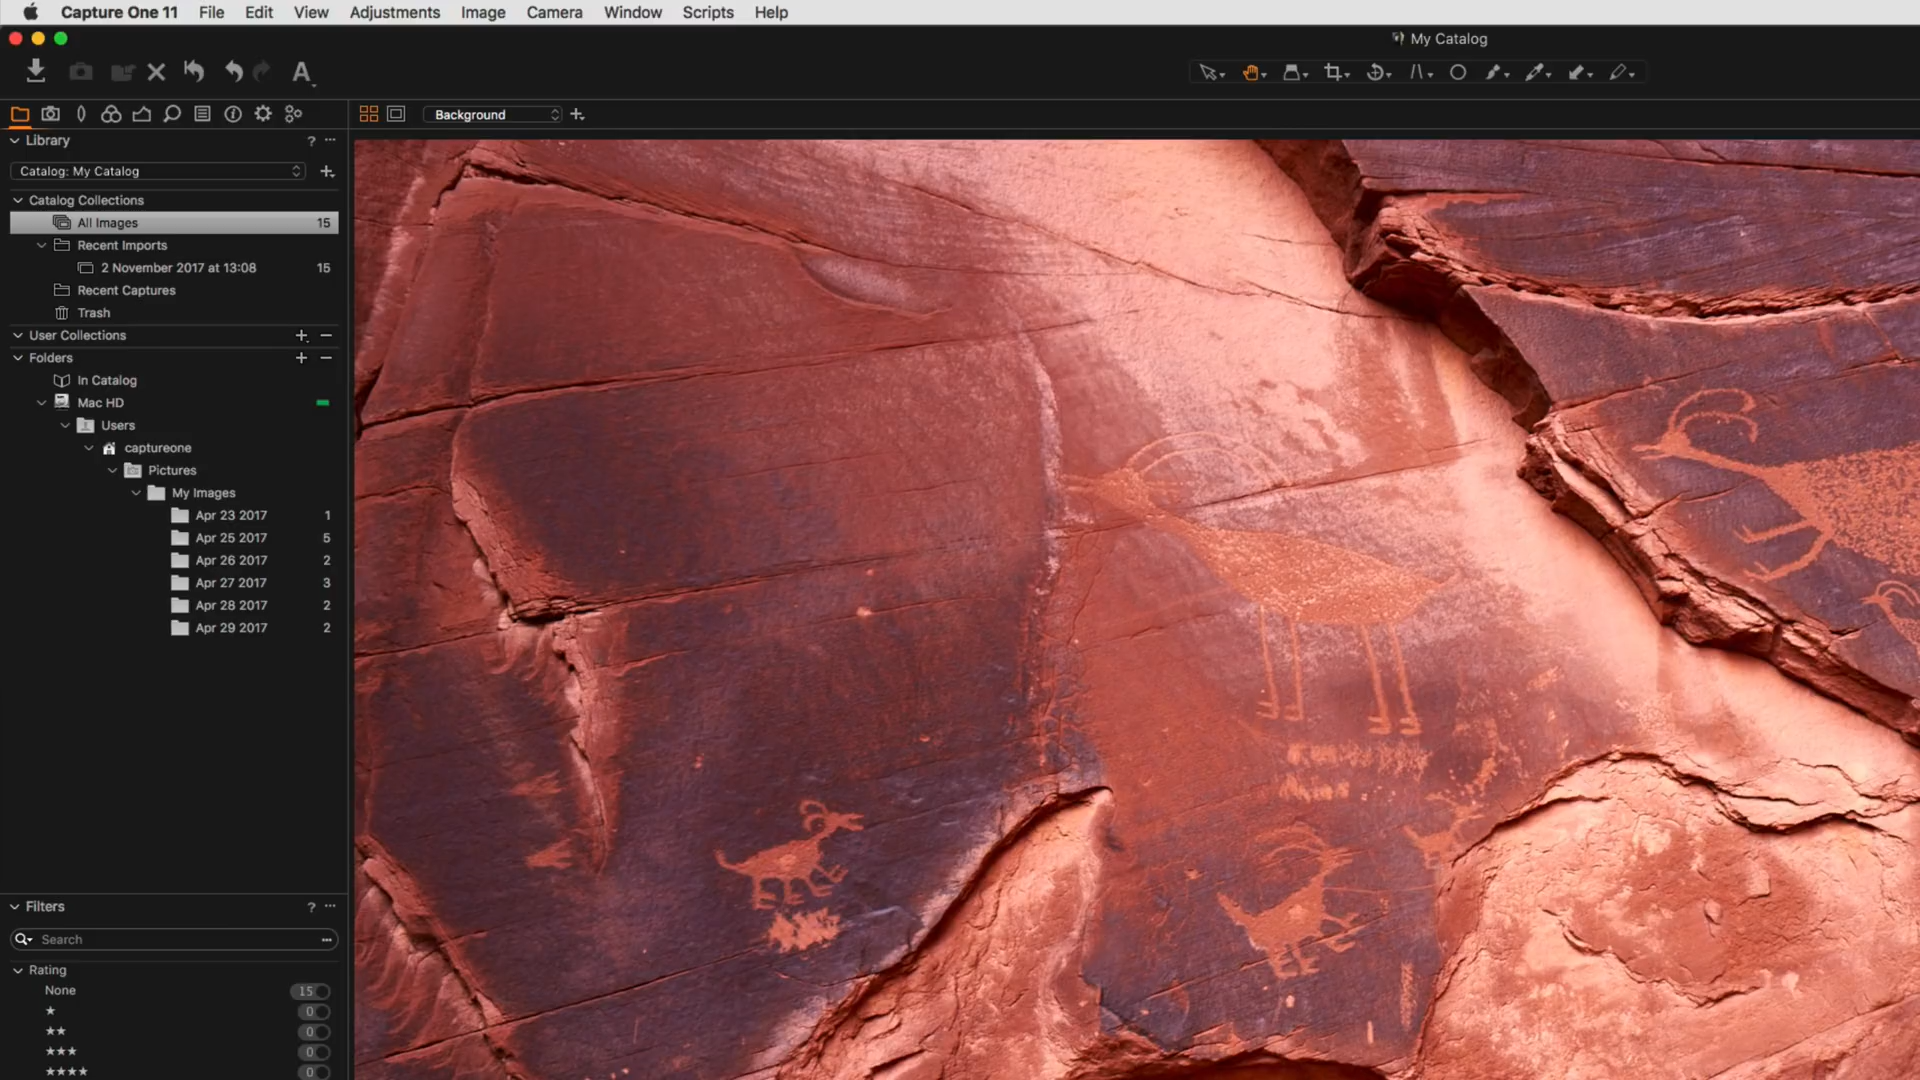 Capture One 11 File Edit View Adjustments Image Camera Window Scripts Help
My Catalog
A
Background
Library ?
Catalog: My Catalog
Catalog Collections
All Images 15
Recent Imports
2 November 2017 at 13:08 15
Recent Captures
Trash
User Collections
Folders
In Catalog
Mac HD
Users
captureone
Pictures
My Images
Apr 23 2017 1
Apr 25 2017 5
Apr 26 2017 2
Apr 27 2017 3
Apr 28 2017 2
Apr 29 2017 2
Filters ?
Search
Rating
None 15
★ 0
★★ 0
★★★ 0
★★★★ 0